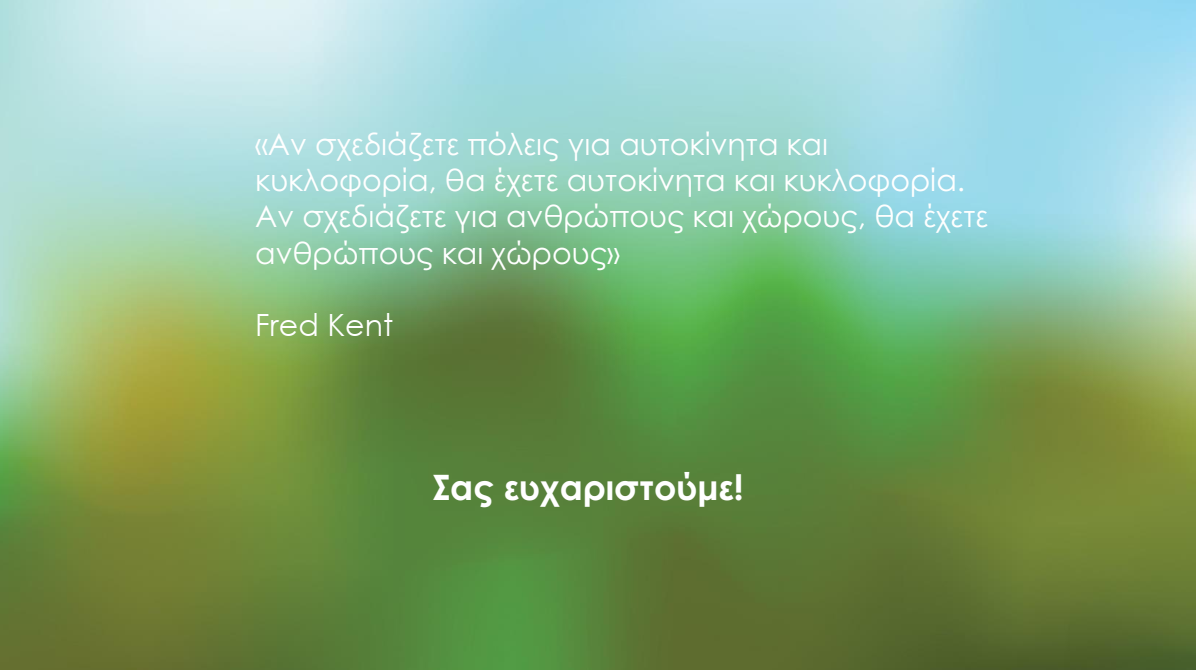 «Αν σχεδιάζετε πόλεις για αυτοκίνητα και
κυκλοφορία, θα έχετε αυτοκίνητα και κυκλοφορία.
Αν σχεδιάζετε για ανθρώπους και χώρους, θα έχετε
ανθρώπους και χώρους»
Fred Kent
Σας ευχαριστούμε!